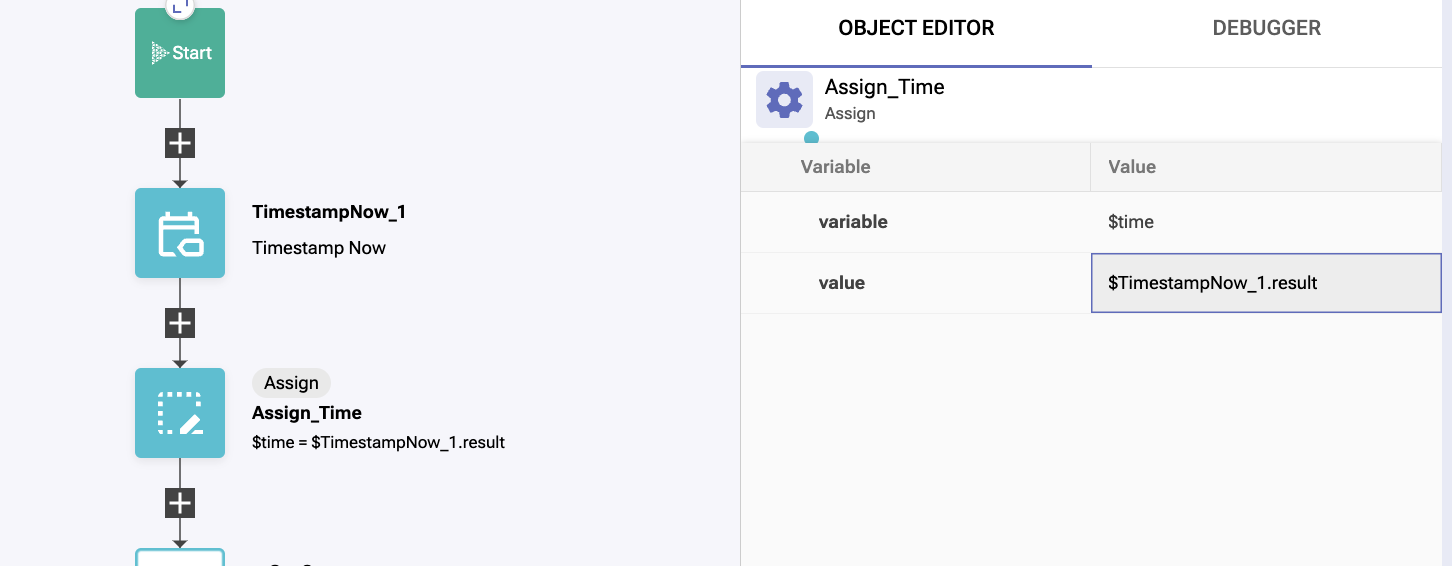 Start
TimestampNow_1
Timestamp Now
Assign
Assign_Time
$time = $TimestampNow_1.result
OBJECT EDITOR
DEBUGGER
Assign_Time
Assign
Variable
Value
variable
$time
value
$TimestampNow_1.result